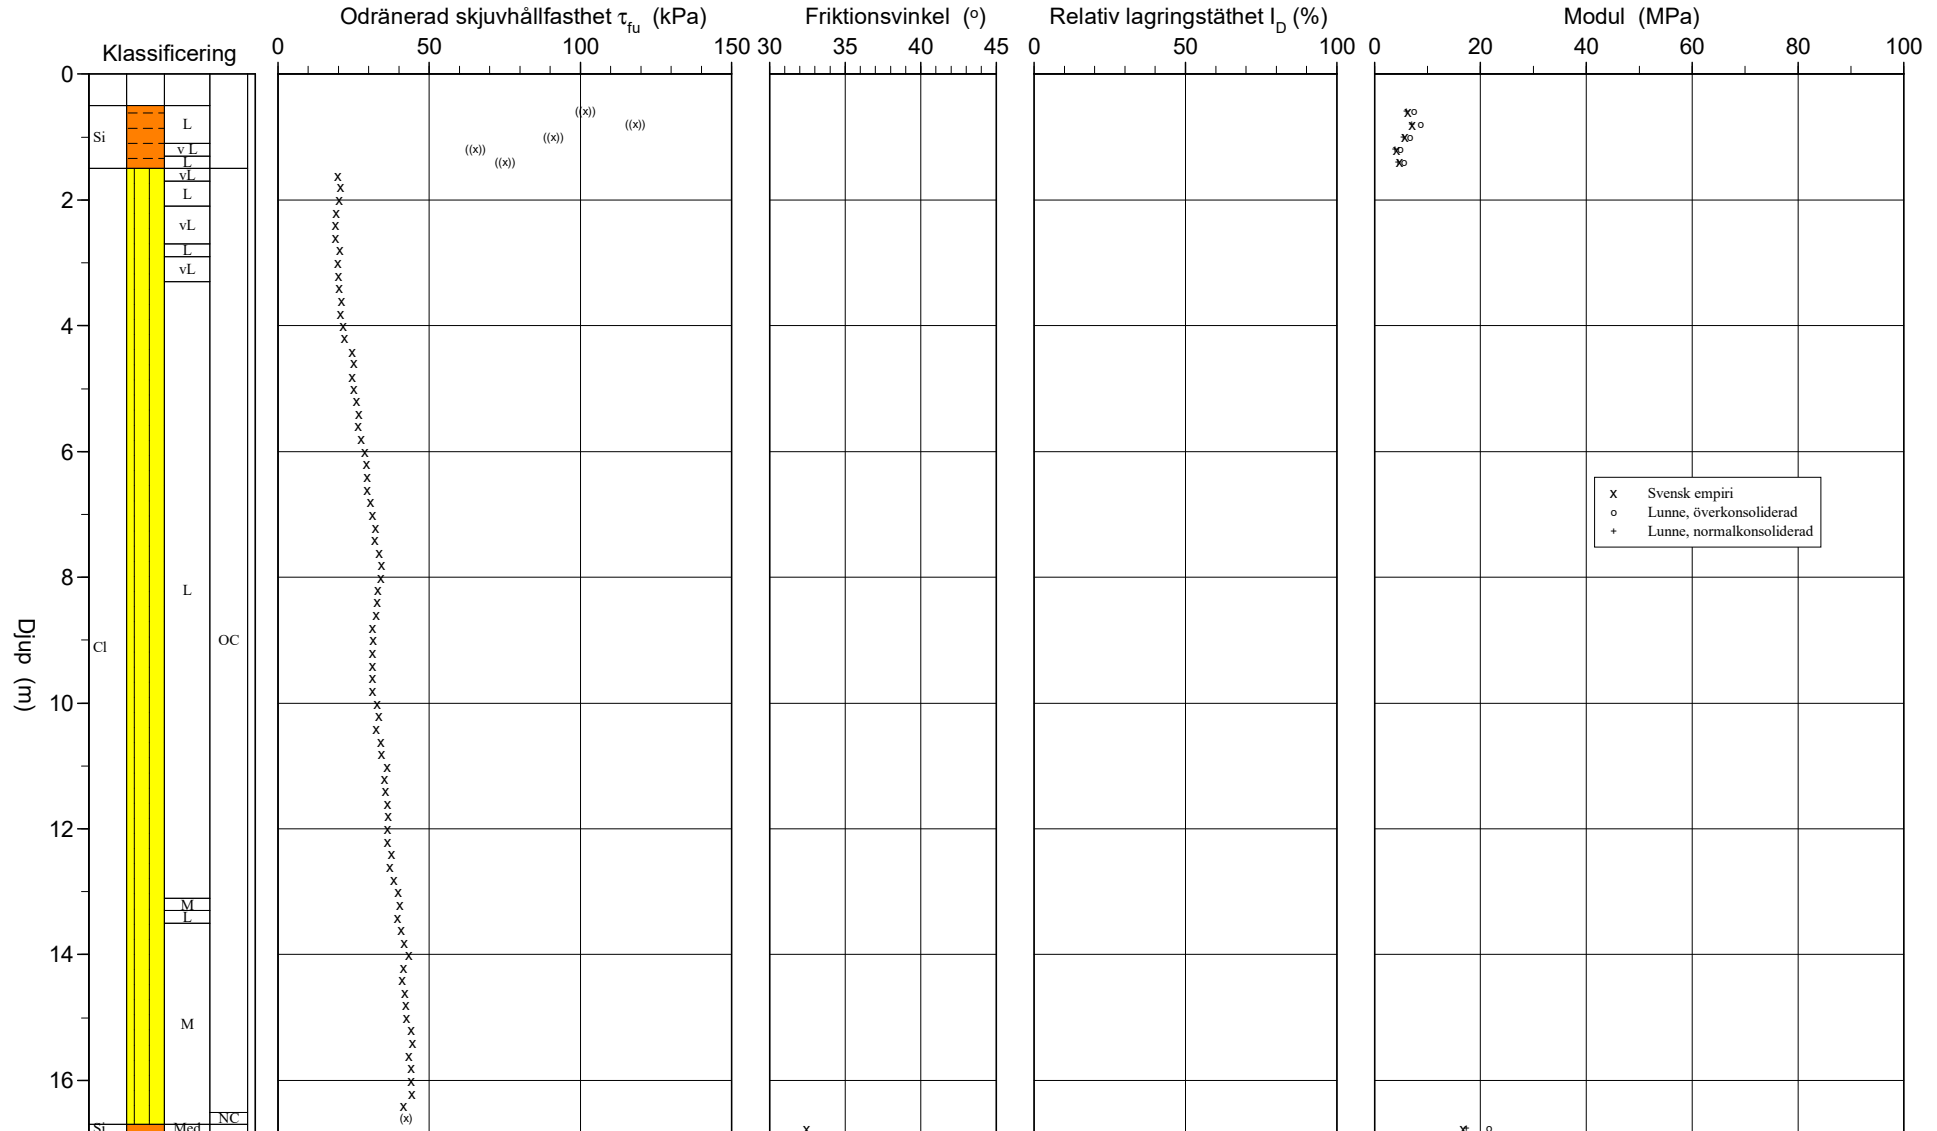 Odränerad skjuvhållfasthet τfu (kPa)
Friktionsvinkel (o)
Relativ lagringstäthet ID (%)
Modul (MPa)
Klassificering
0 50 100 150
30 35 40 45
0 50 100
0 20 40 60 80 100
Djup (m)
0
2
4
6
8
10
12
14
16
Si
Cl
Si
L
v L
L
vL
L
vL
L
vL
L
M
L
M
Med
OC
NC
((x))
((x))
((x))
((x))
((x))
(x)
x Svensk empiri
o Lunne, överkonsoliderad
+ Lunne, normalkonsoliderad